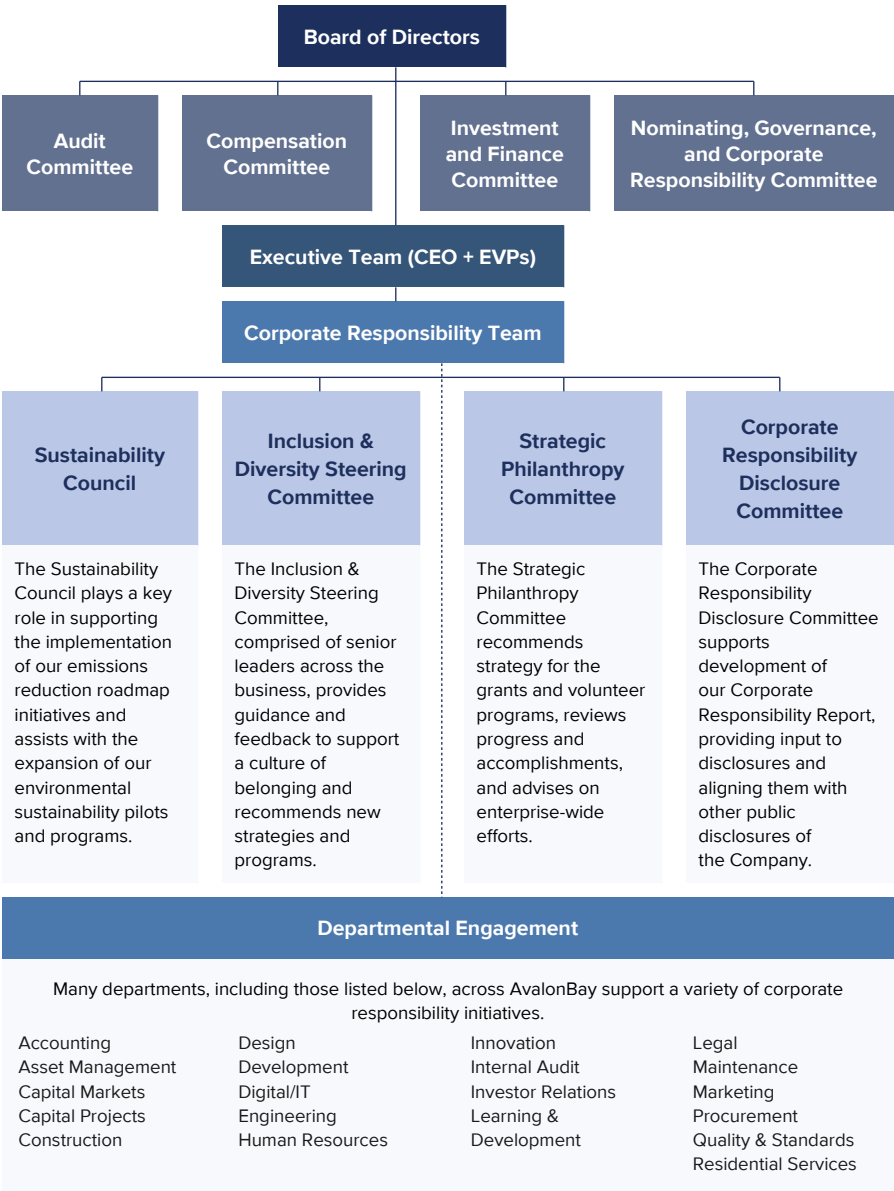 Board of Directors
Audit
Committee
Compensation
Committee
Investment
and Finance
Committee
Nominating, Governance,
and Corporate
Responsibility Committee
Executive Team (CEO + EVPs)
Corporate Responsibility Team
Sustainability
Council
Inclusion &
Diversity Steering
Committee
Strategic
Philanthropy
Committee
Corporate
Responsibility
Disclosure
Committee
The Sustainability
Council plays a key
role in supporting
the implementation
of our emissions
reduction roadmap
initiatives and
assists with the
expansion of our
environmental
sustainability pilots
and programs.
The Inclusion &
Diversity Steering
Committee,
comprised of senior
leaders across the
business, provides
guidance and
feedback to support
a culture of
belonging and
recommends new
strategies and
programs.
The Strategic
Philanthropy
Committee
recommends
strategy for the
grants and volunteer
programs, reviews
progress and
accomplishments,
and advises on
enterprise-wide
efforts.
The Corporate
Responsibility
Disclosure Committee
supports
development of
our Corporate
Responsibility Report,
providing input to
disclosures and
aligning them with
other public
disclosures of
the Company.
Departmental Engagement
Many departments, including those listed below, across AvalonBay support a variety of corporate
responsibility initiatives.
Accounting
Asset Management
Capital Markets
Capital Projects
Construction
Design
Development
Digital/IT
Engineering
Human Resources
Innovation
Internal Audit
Investor Relations
Learning &
Development
Legal
Maintenance
Marketing
Procurement
Quality & Standards
Residential Services